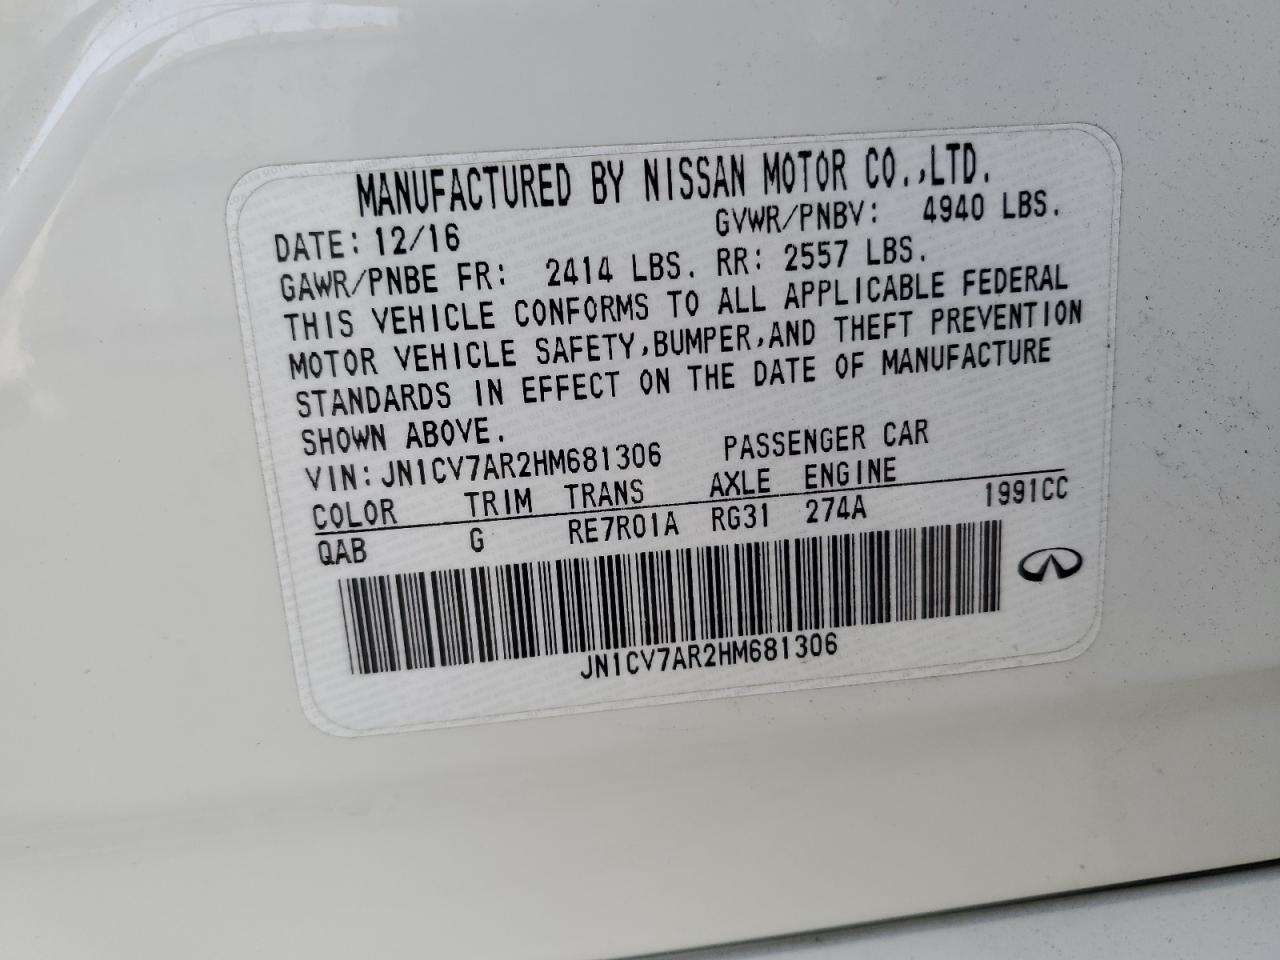 MANUFACTURED BY NISSAN MOTOR CO.,LTD.
DATE: 12/16 GVWR/PNBV: 4940 LBS.
GAWR/PNBE FR: 2414 LBS. RR: 2557 LBS.
THIS VEHICLE CONFORMS TO ALL APPLICABLE FEDERAL
MOTOR VEHICLE SAFETY,BUMPER,AND THEFT PREVENTION
STANDARDS IN EFFECT ON THE DATE OF MANUFACTURE
SHOWN ABOVE.
VIN:JN1CV7AR2HM681306 PASSENGER CAR
COLOR TRIM TRANS AXLE ENGINE
QAB G RE7R01A RG31 274A 1991CC
JN1CV7AR2HM681306